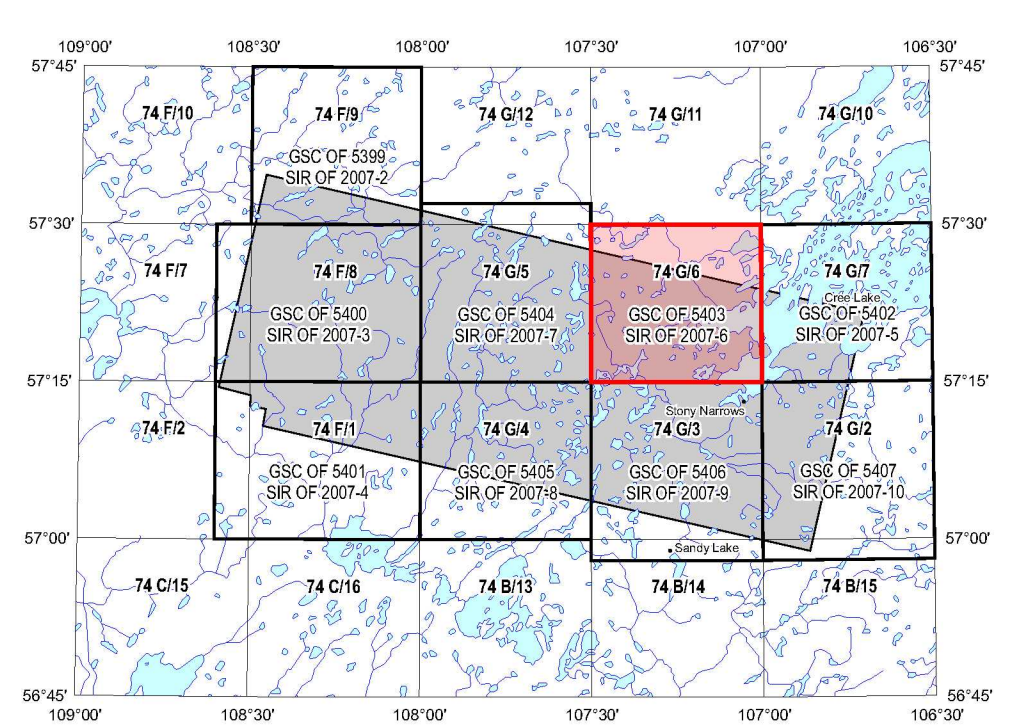 109°00' 108°30' 108°00' 107°30' 107°00' 106°30'
57°45' 57°45'
74 F/10 74 F/9 74 G/12 74 G/11 74 G/10
GSC OF 5399
SIR OF 2007-2
57°30' 57°30'
74 F/7 74 F/8 74 G/5 74 G/6 74 G/7
Cree Lake
GSC OF 5400 GSC OF 5404 GSC OF 5403 GSC OF 5402
SIR OF 2007-3 SIR OF 2007-7 SIR OF 2007-6 SIR OF 2007-5
57°15' 57°15'
Stony Narrows
74 F/2 74 F/1 74 G/4 74 G/3 74 G/2
GSC OF 5401 GSC OF 5405 GSC OF 5406 GSC OF 5407
SIR OF 2007-4 SIR OF 2007-8 SIR OF 2007-9 SIR OF 2007-10
57°00' 57°00'
Sandy Lake
74 C/15 74 C/16 74 B/13 74 B/14 74 B/15
56°45' 56°45'
109°00' 108°30' 108°00' 107°30' 107°00' 106°30'